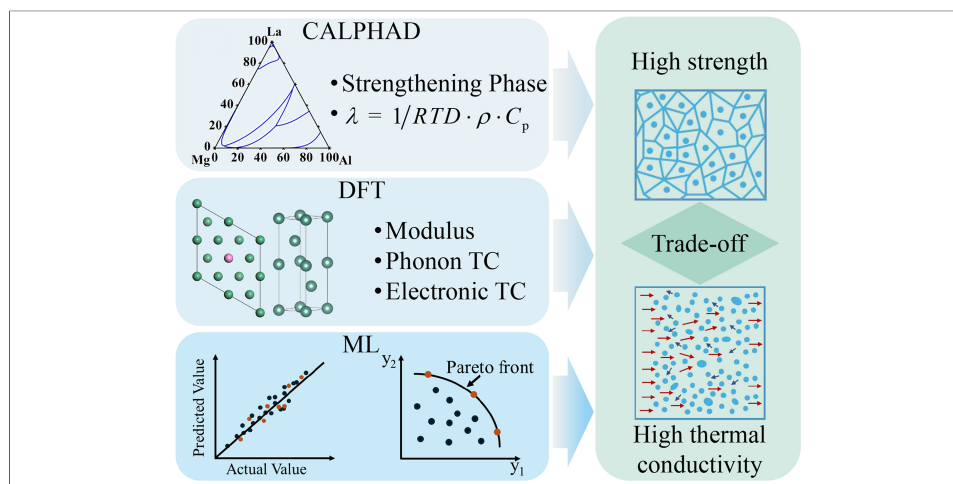 CALPHAD
La
100
80
60
40
20
0
Mg
0 20 40 60 80 100
Al
• Strengthening Phase
• λ = 1/RTD · ρ · Cₚ
DFT
• Modulus
• Phonon TC
• Electronic TC
ML
Predicted Value
Actual Value
y₂
Pareto front
y₁
High strength
Trade-off
High thermal
conductivity